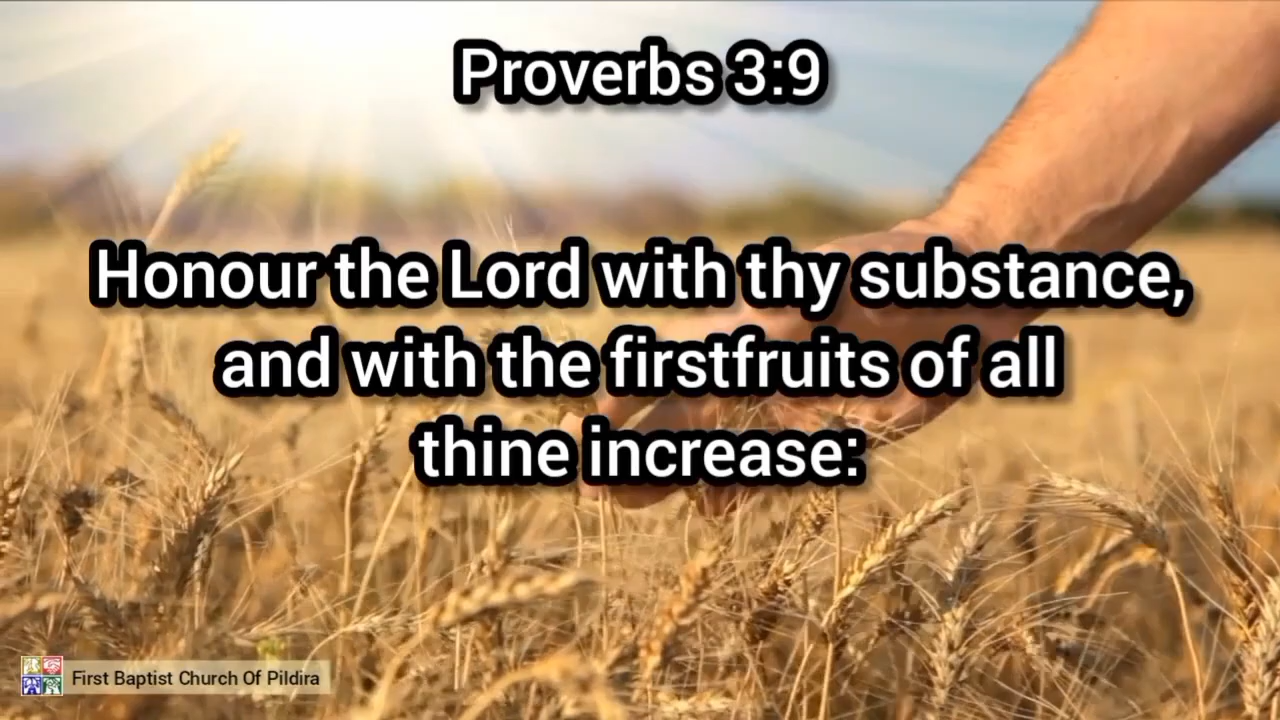 Proverbs 3:9
Honour the Lord with thy substance,
and with the firstfruits of all
thine increase:
First Baptist Church Of Pildira